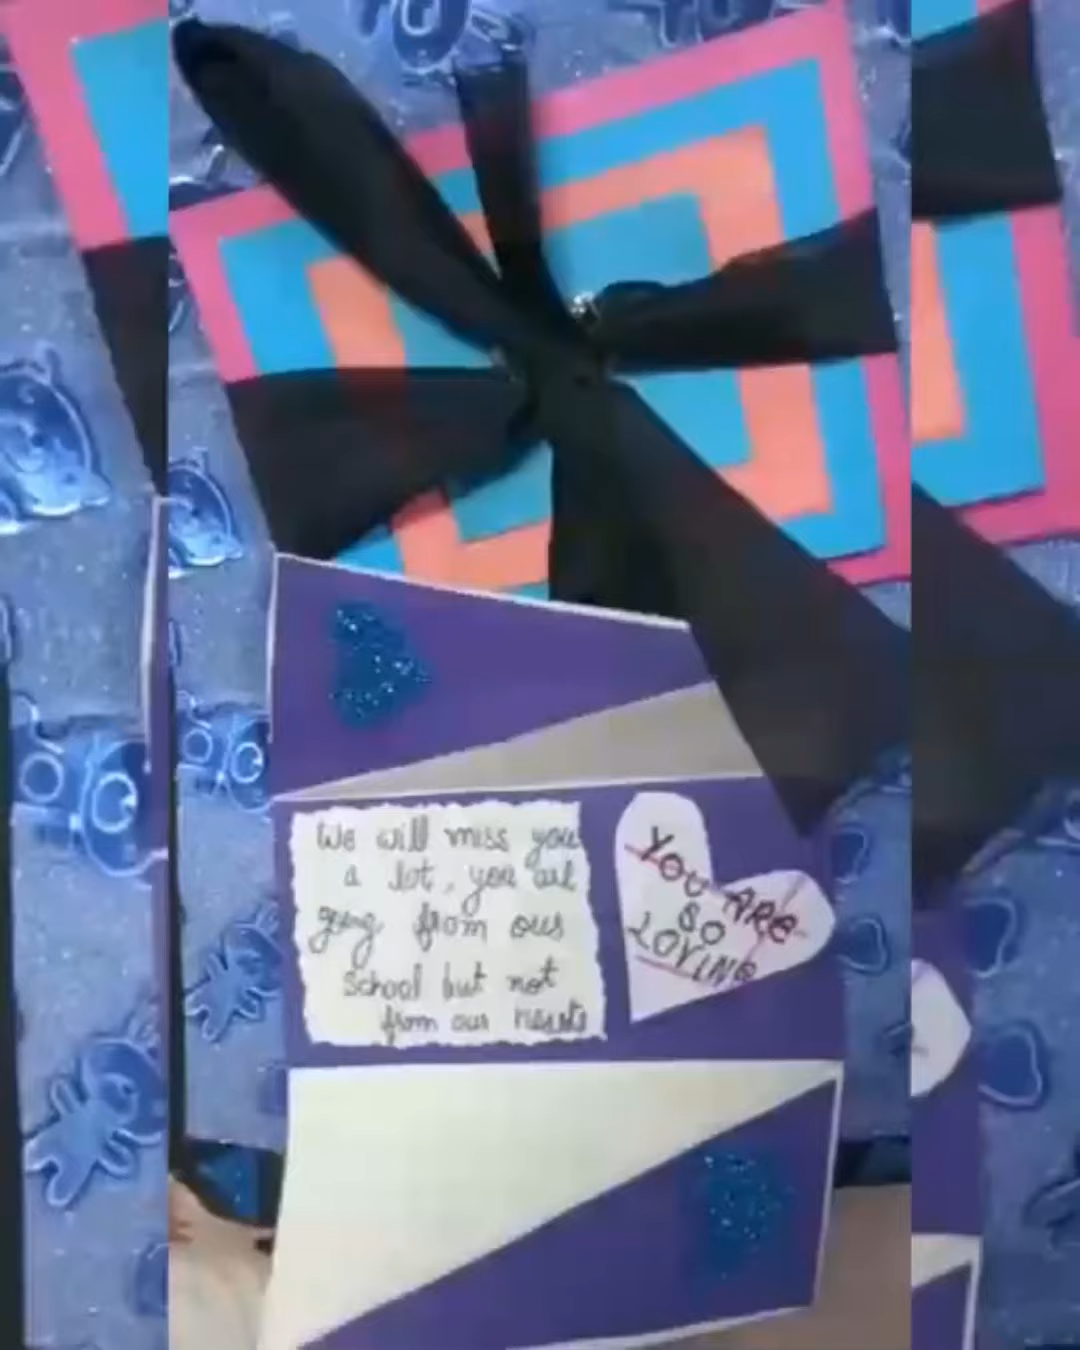 We will miss you
a lot, you are
going from our
School but not
from our hearts
YOU ARE
SO
LOVING